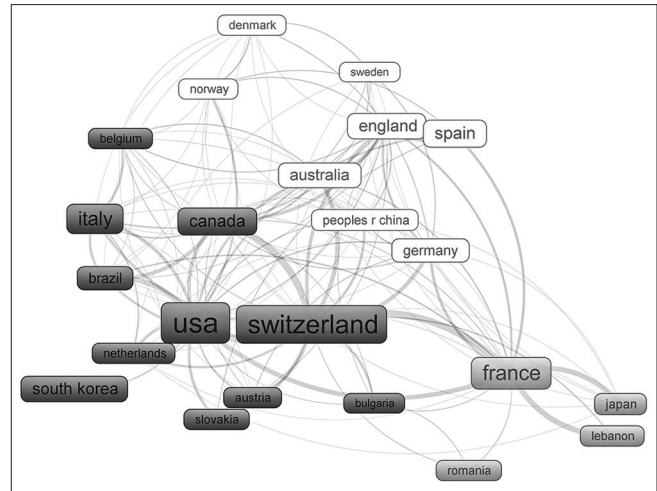 denmark
sweden
norway
england
spain
belgium
australia
italy
canada
peoples r china
germany
brazil
usa
switzerland
netherlands
france
south korea
austria
bulgaria
japan
slovakia
lebanon
romania